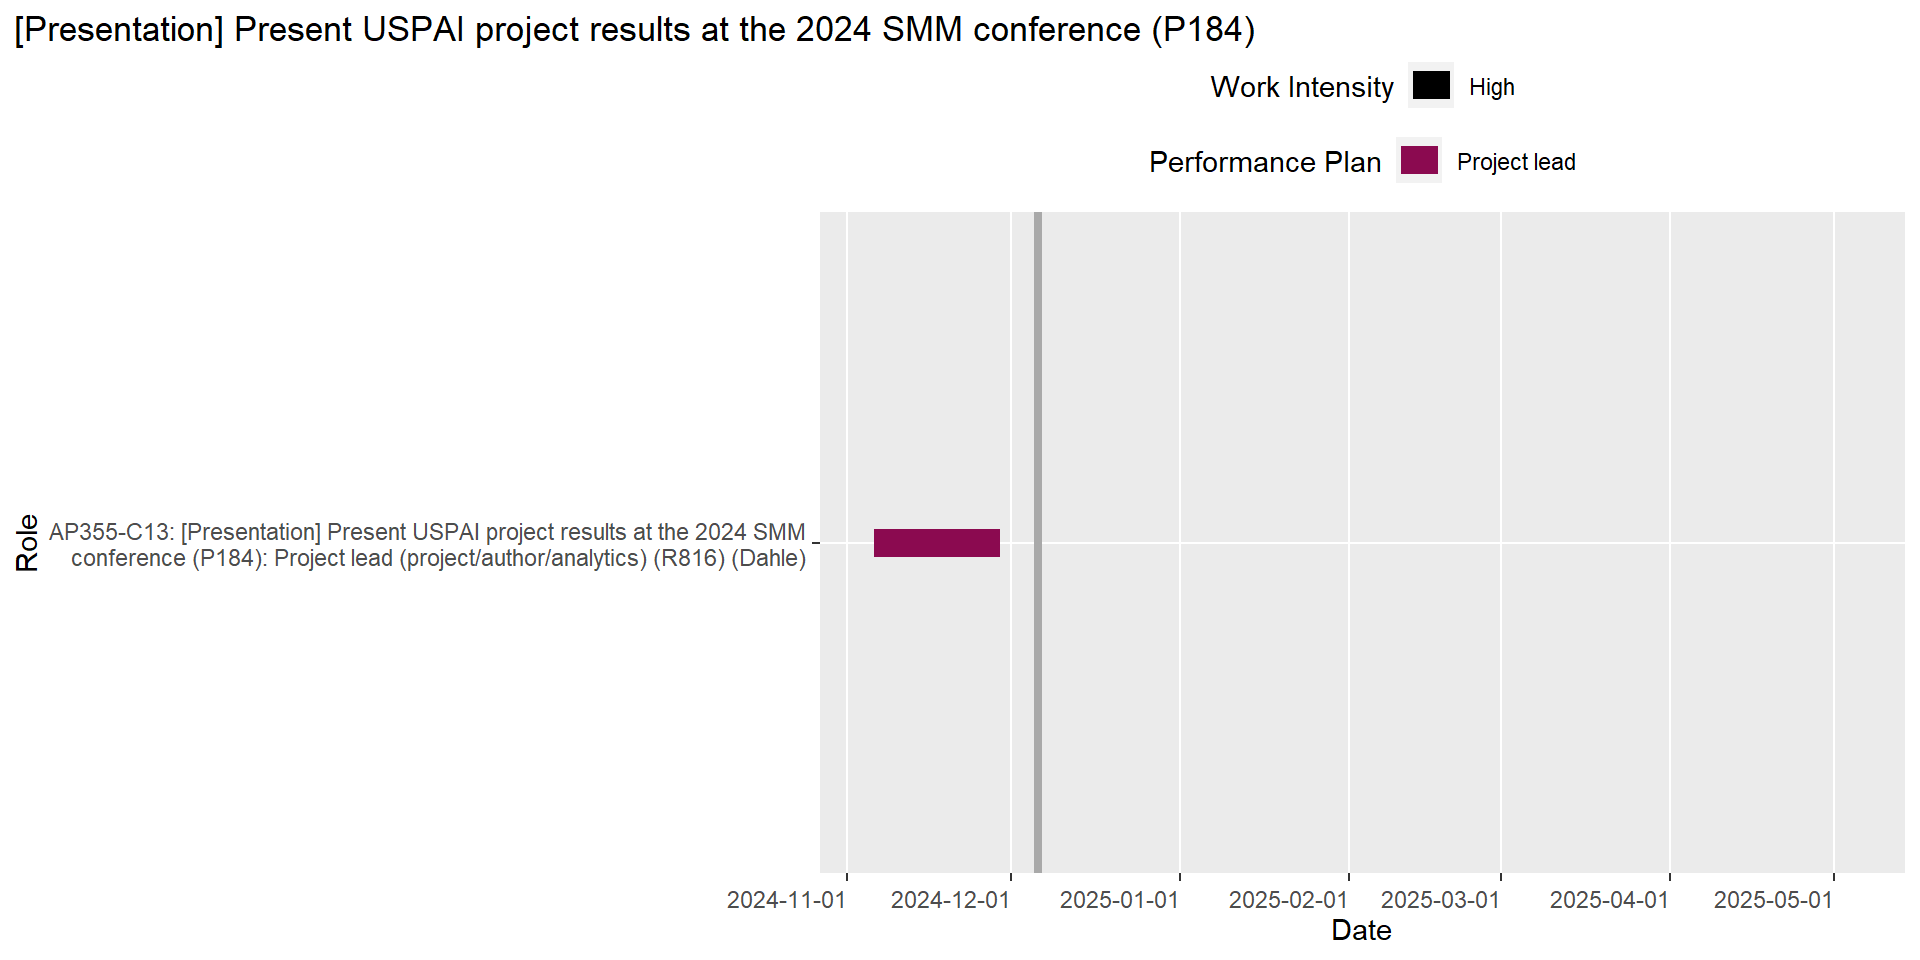 [Presentation] Present USPAI project results at the 2024 SMM conference (P184)
Work Intensity High
Performance Plan Project lead
Role
AP355-C13: [Presentation] Present USPAI project results at the 2024 SMM
conference (P184): Project lead (project/author/analytics) (R816) (Dahle)
2024-11-01 2024-12-01 2025-01-01 2025-02-01 2025-03-01 2025-04-01 2025-05-01
Date